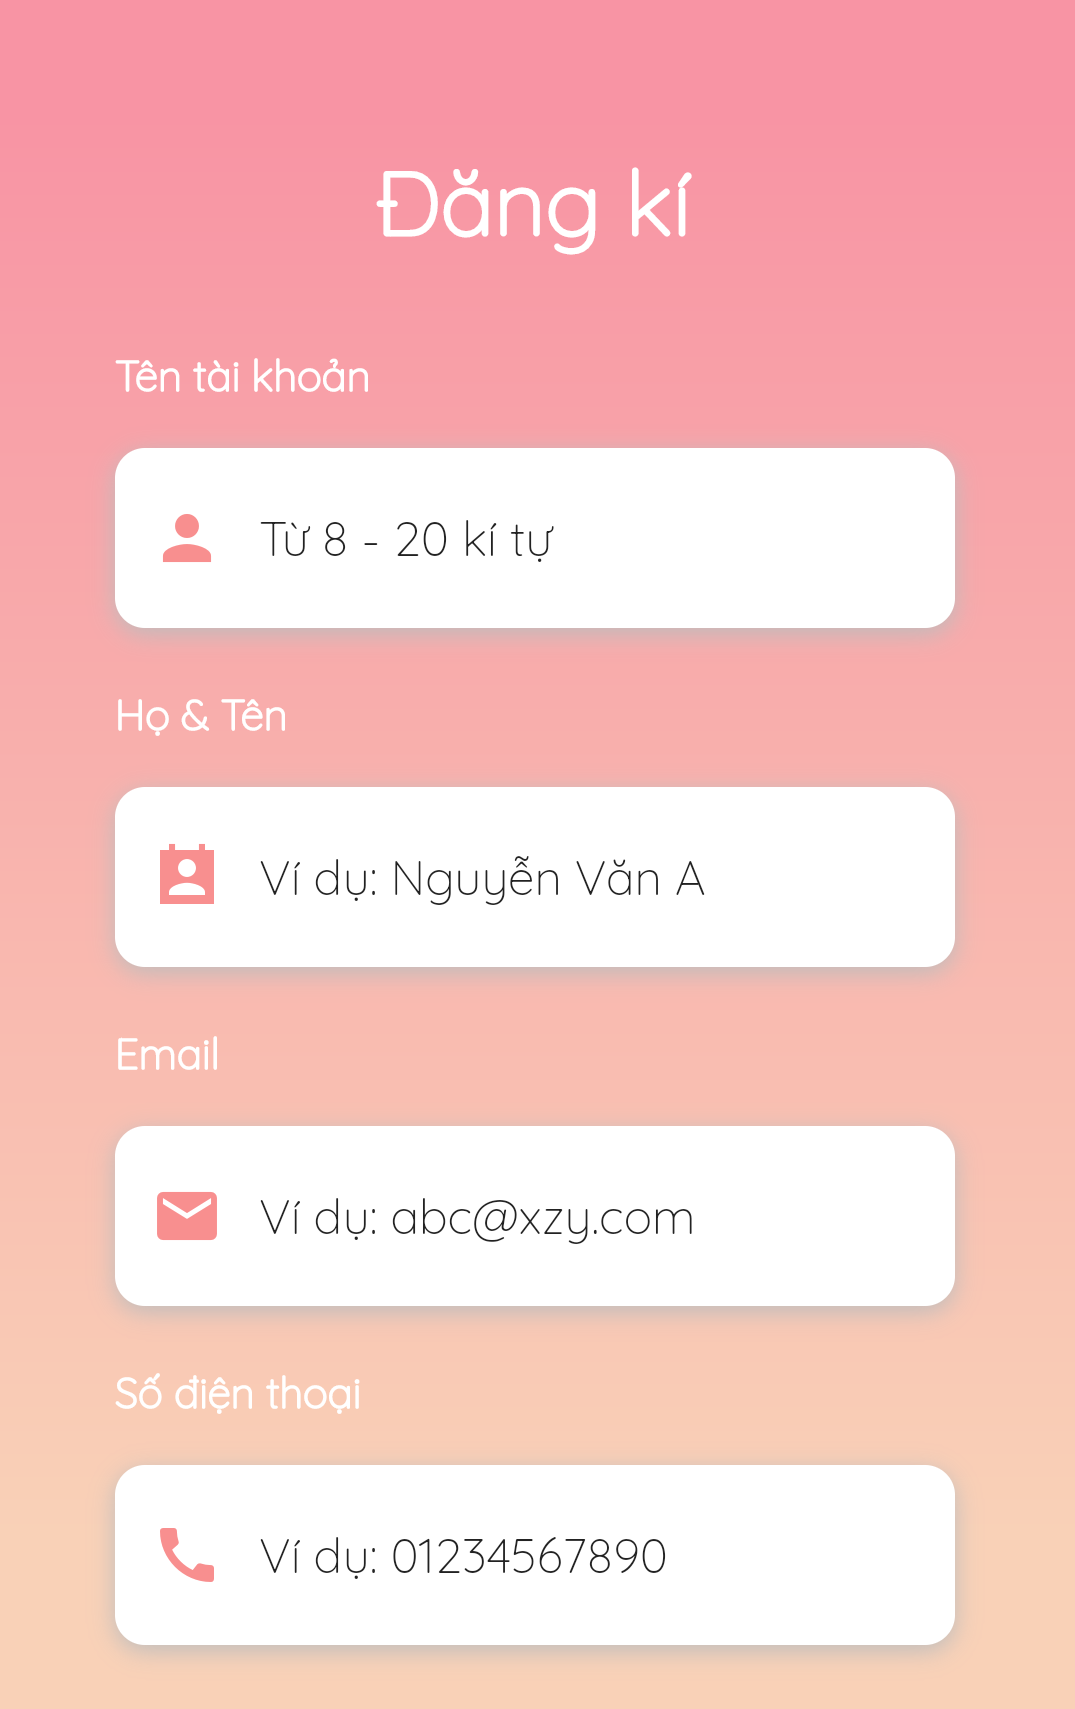 Đăng kí
Tên tài khoản
Từ 8 - 20 kí tự
Họ & Tên
Ví dụ: Nguyễn Văn A
Email
Ví dụ: abc@xzy.com
Số điện thoại
Ví dụ: 01234567890